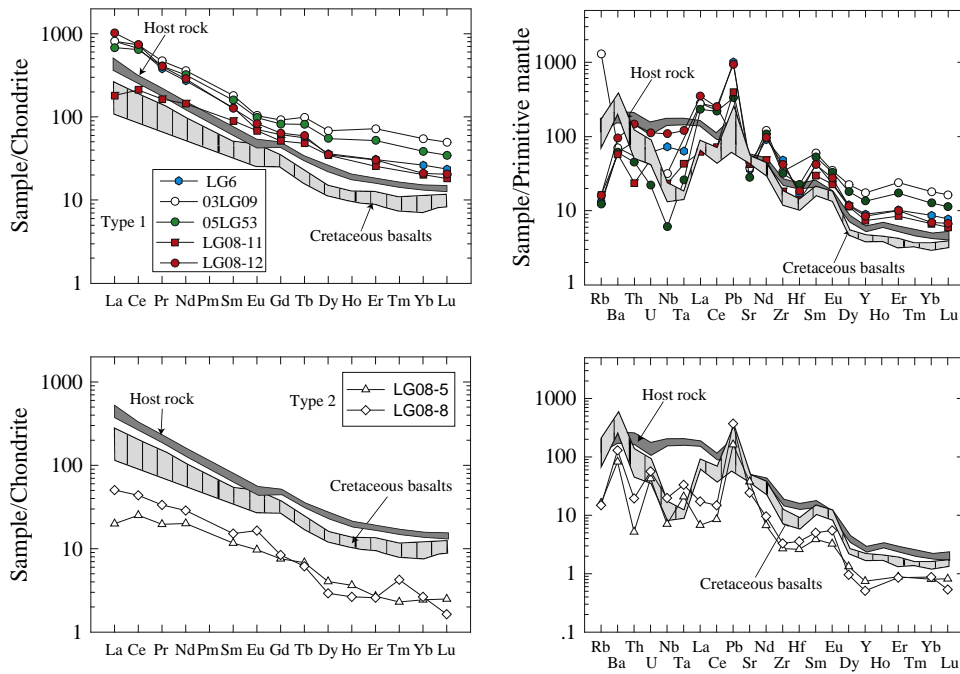 Sample/Chondrite
1000
100
10
1
Host rock
Cretaceous basalts
Type 1
LG6
03LG09
05LG53
LG08-11
LG08-12
La Ce Pr Nd Pm Sm Eu Gd Tb Dy Ho Er Tm Yb Lu
Sample/Primitive mantle
1000
100
10
1
Host rock
Cretaceous basalts
Rb Th Nb La Pb Nd Hf Eu Y Er Yb
Ba U Ta Ce Sr Zr Sm Dy Ho Tm Lu
Sample/Chondrite
1000
100
10
1
Host rock
Type 2
LG08-5
LG08-8
Cretaceous basalts
La Ce Pr Nd Pm Sm Eu Gd Tb Dy Ho Er Tm Yb Lu
Sample/Primitive mantle
1000
100
10
1
.1
Host rock
Cretaceous basalts
Rb Th Nb La Pb Nd Hf Eu Y Er Yb
Ba U Ta Ce Sr Zr Sm Dy Ho Tm Lu